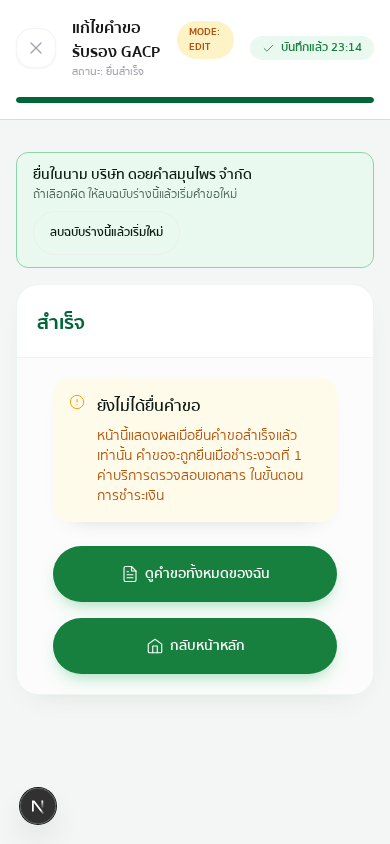 แก้ไขคำขอ
รับรอง GACP
สถานะ: ยื่นสำเร็จ
MODE:
EDIT
บันทึกแล้ว 23:14
ยื่นในนาม บริษัท ดอยคำสมุนไพร จำกัด
ถ้าเลือกผิด ให้ลบฉบับร่างนี้แล้วเริ่มคำขอใหม่
ลบฉบับร่างนี้แล้วเริ่มใหม่
สำเร็จ
ยังไม่ได้ยื่นคำขอ
หน้านี้แสดงผลเมื่อยื่นคำขอสำเร็จแล้ว
เท่านั้น คำขอจะถูกยื่นเมื่อชำระงวดที่ 1
ค่าบริการตรวจสอบเอกสาร ในขั้นตอน
การชำระเงิน
ดูคำขอทั้งหมดของฉัน
กลับหน้าหลัก
N